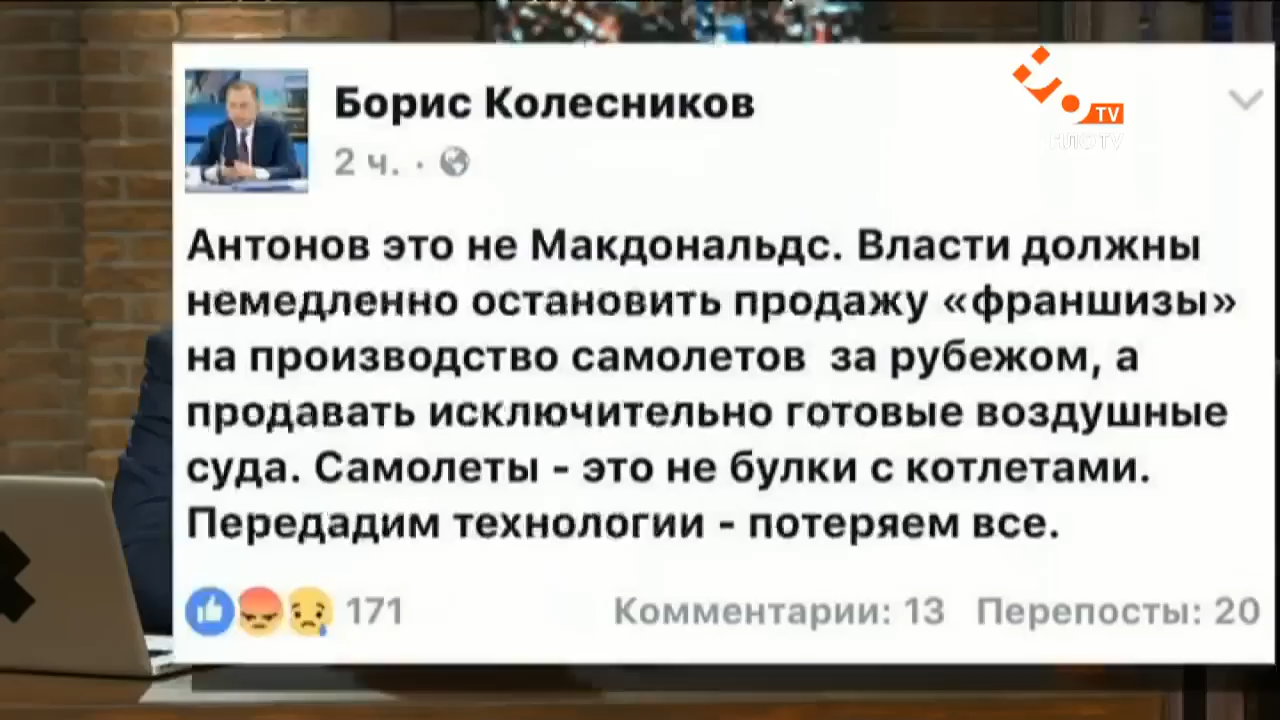 Борис Колесников
2 ч. ·
TV
НЛО TV
Антонов это не Макдональдс. Власти должны
немедленно остановить продажу «франшизы»
на производство самолетов за рубежом, а
продавать исключительно готовые воздушные
суда. Самолеты - это не булки с котлетами.
Передадим технологии - потеряем все.
171
Комментарии: 13 Перепосты: 20